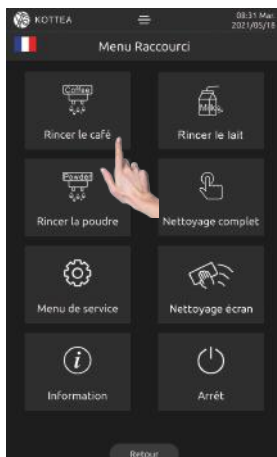 KOTTEA
08:31 Mar
2021/05/18
Menu Raccourci
Coffee
Milk
Rincer le café
Rincer le lait
Powder
Rincer la poudre
Nettoyage complet
Menu de service
Nettoyage écran
i
Information
Arrêt
Retour